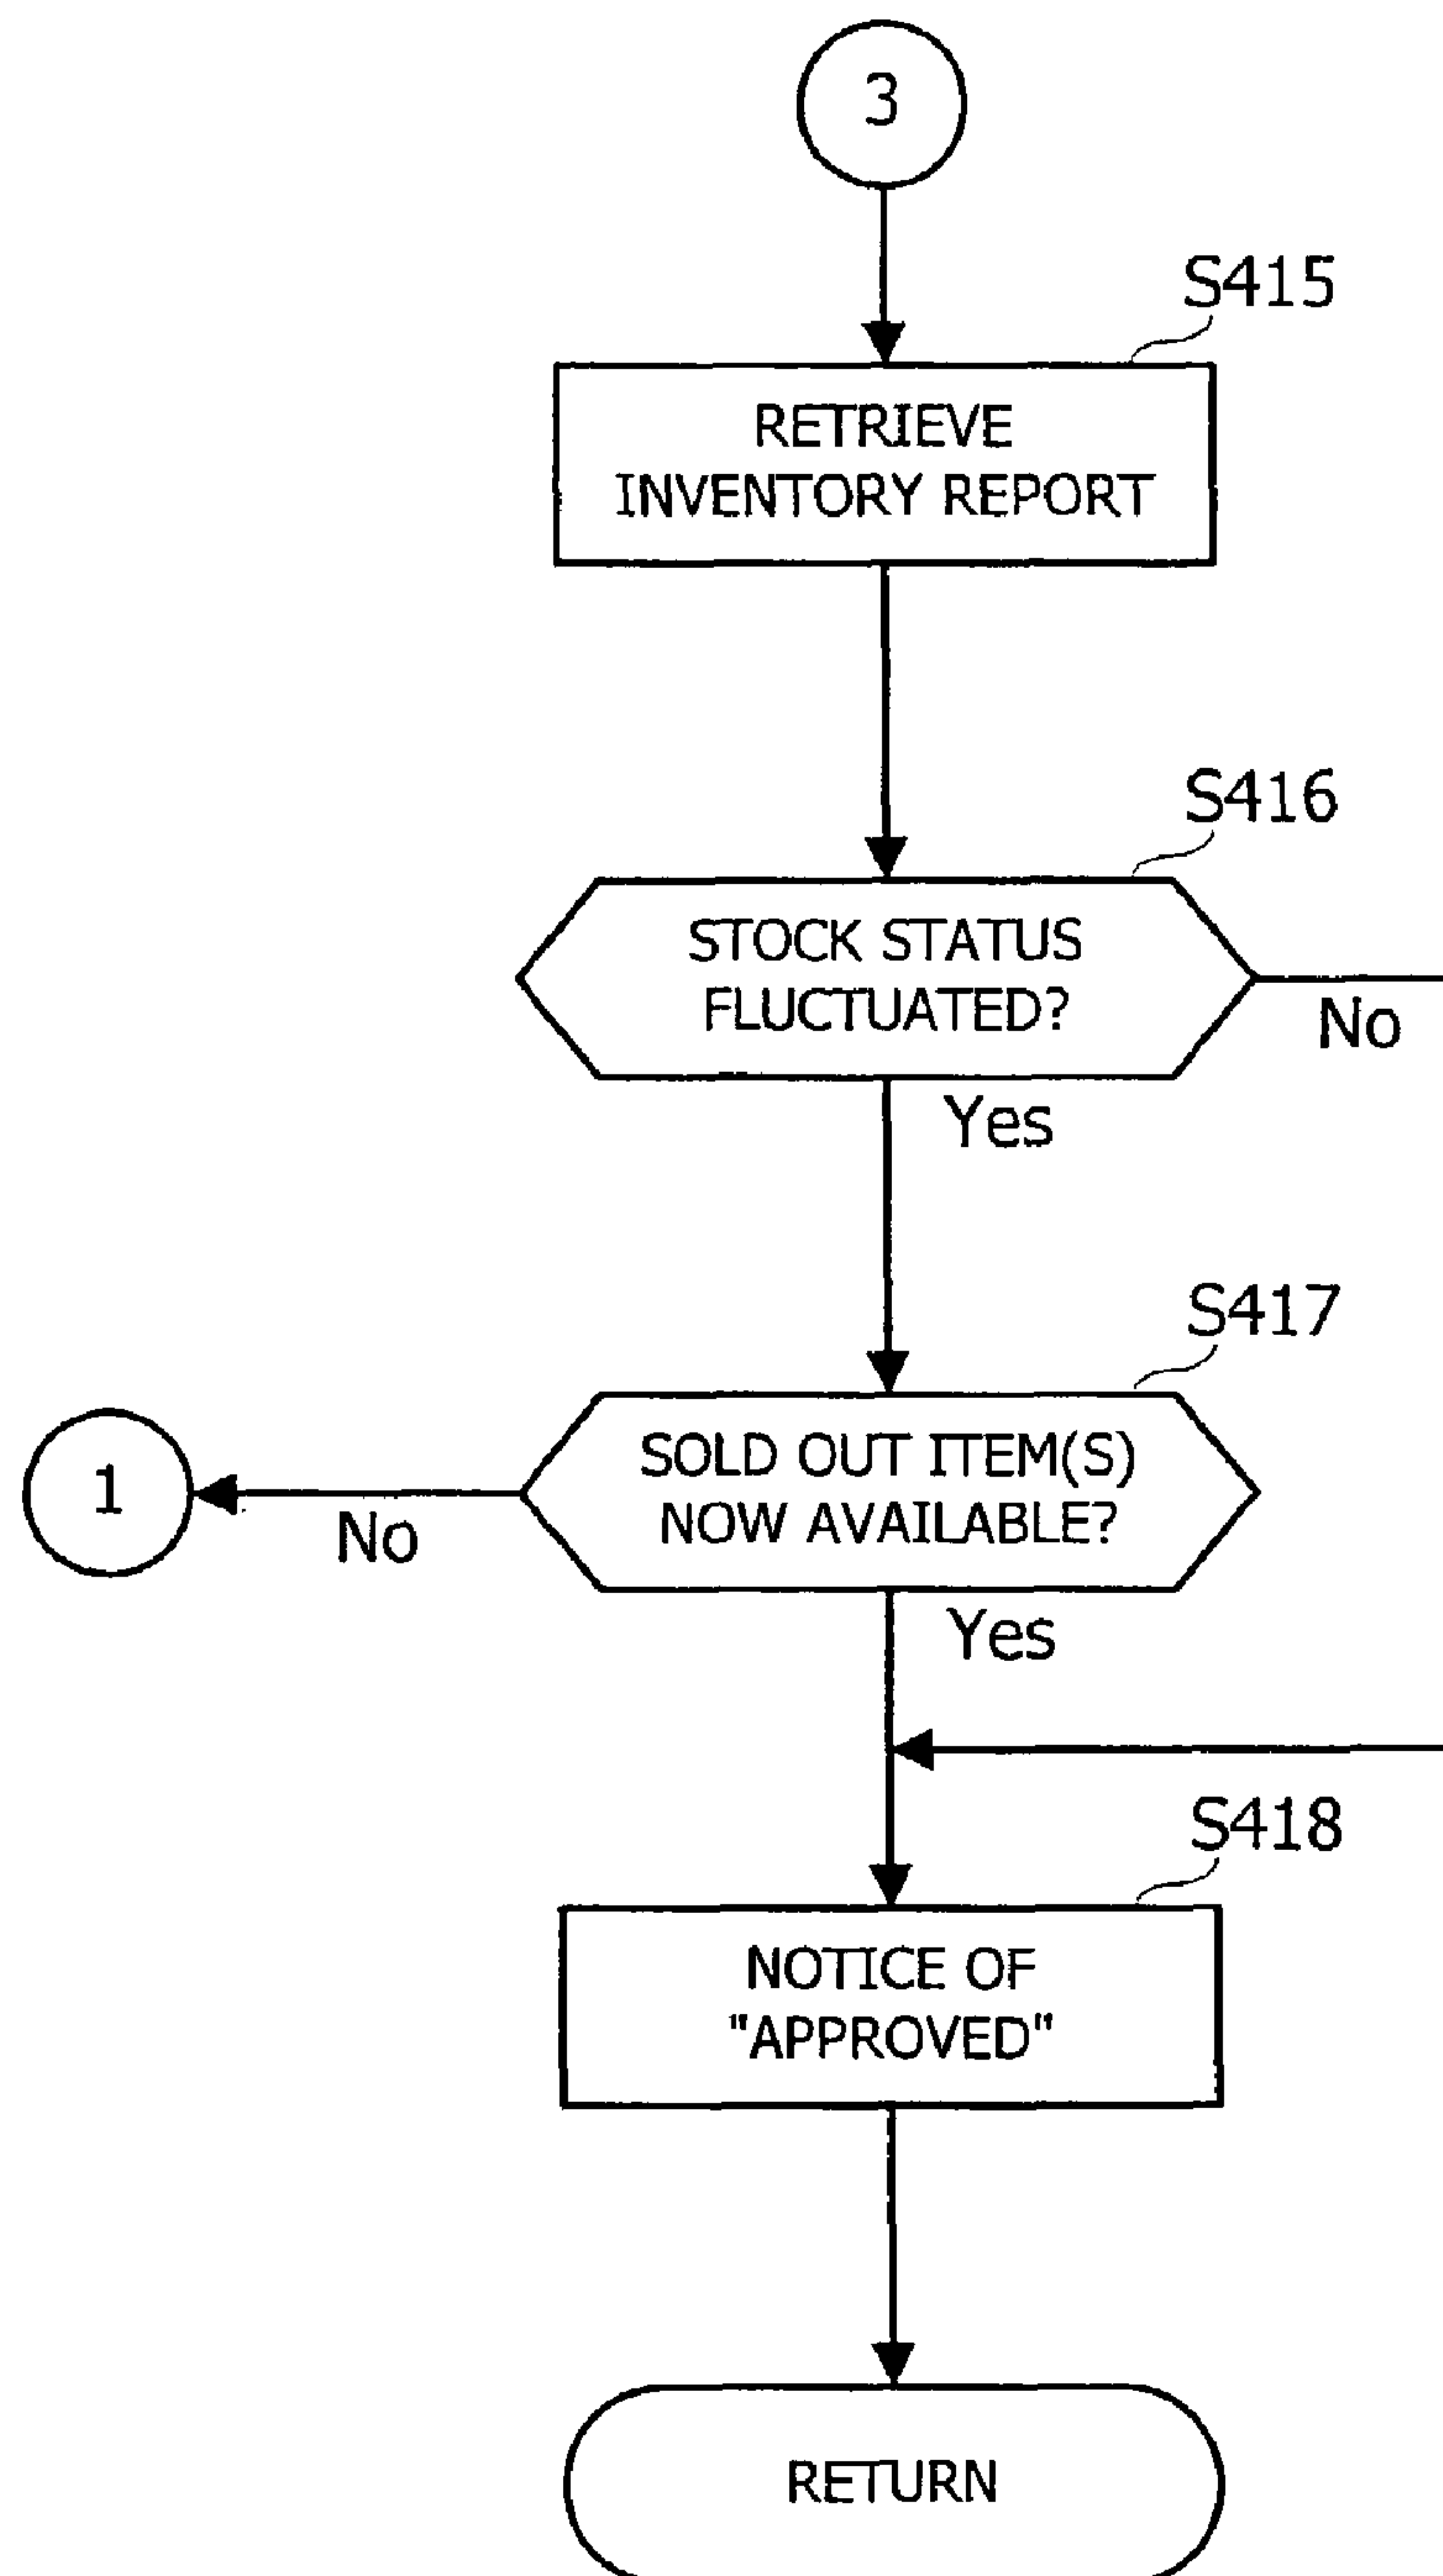 3
S415
RETRIEVE
INVENTORY REPORT
S416
STOCK STATUS
FLUCTUATED?
No
Yes
S417
SOLD OUT ITEM(S)
NOW AVAILABLE?
1
No
Yes
S418
NOTICE OF
"APPROVED"
RETURN